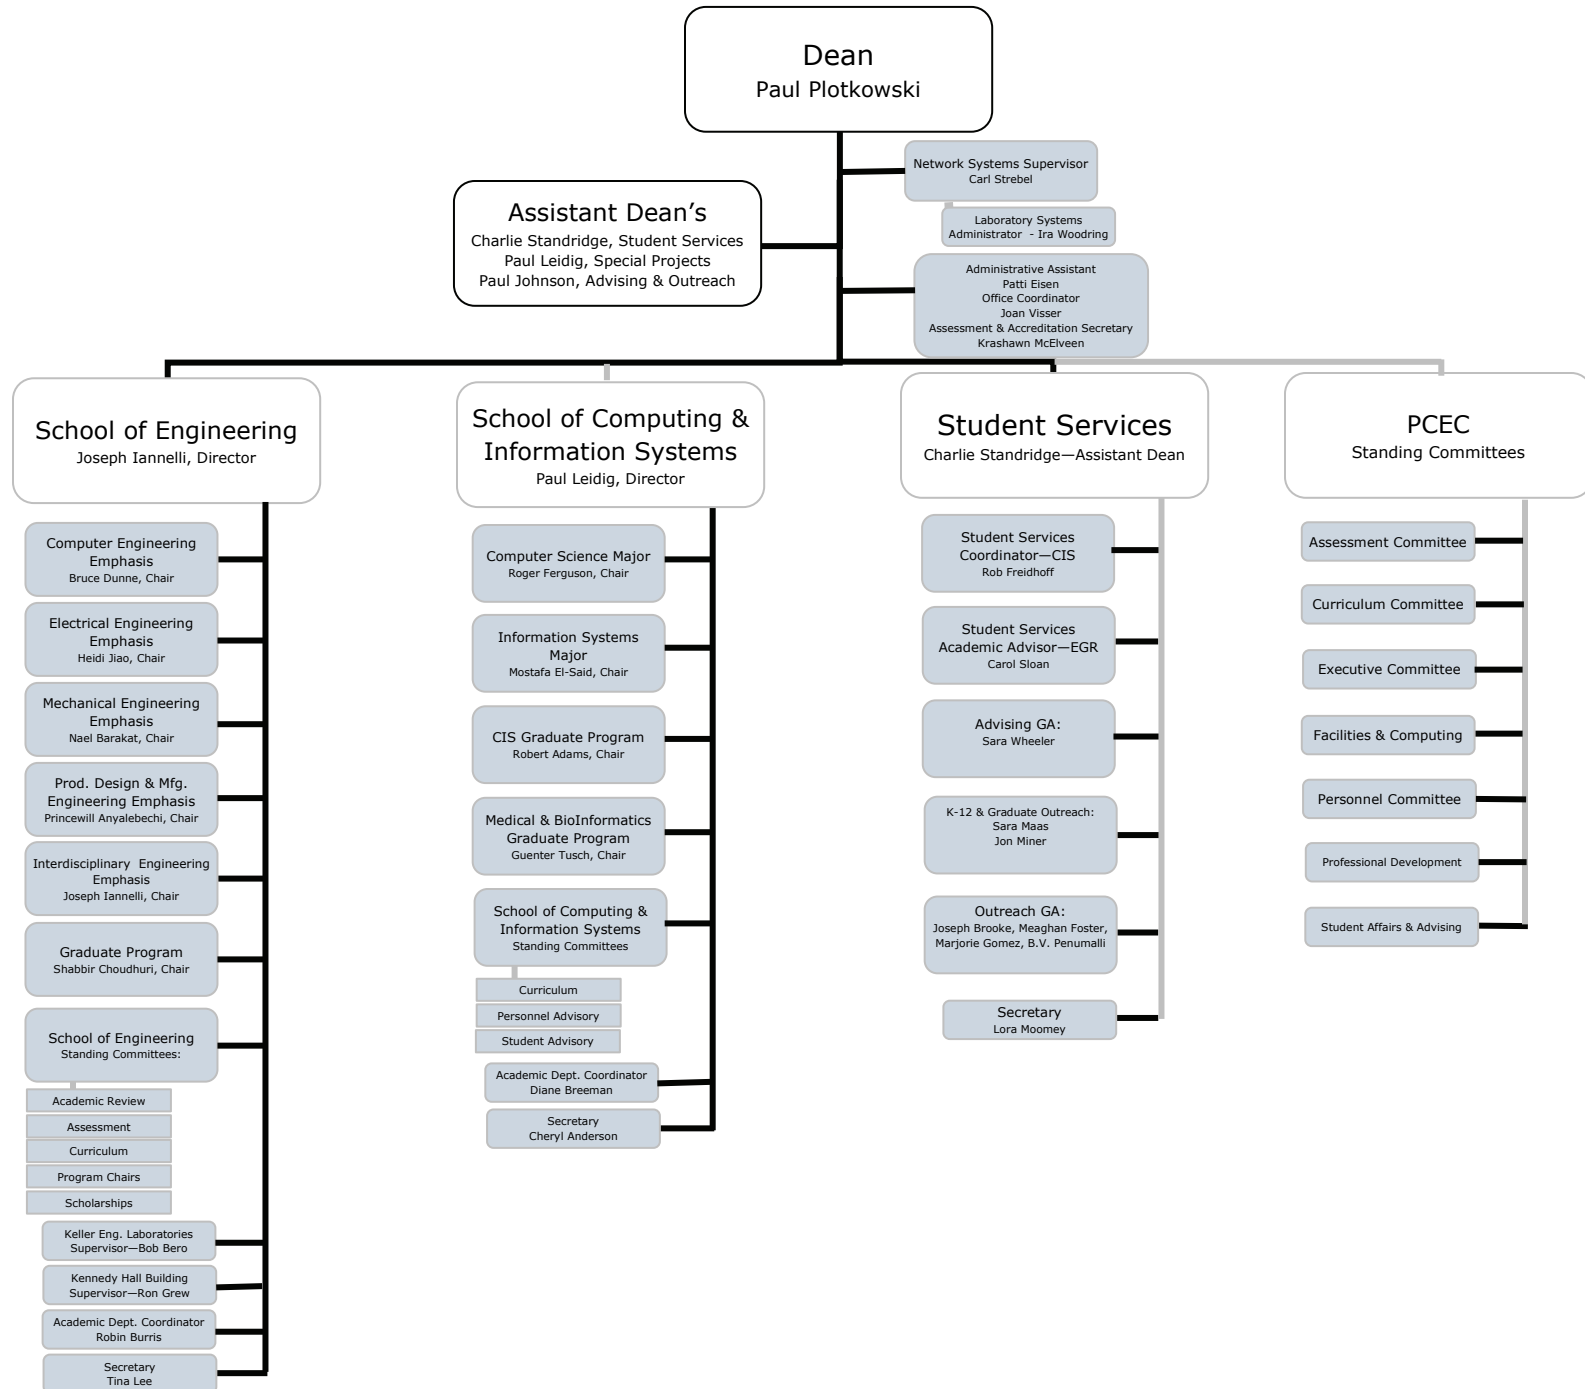 Dean
Paul Plotkowski
Network Systems Supervisor
Carl Strebel
Laboratory Systems
Administrator  - Ira Woodring
Assistant Dean’s
Charlie Standridge, Student Services
Paul Leidig, Special Projects
Paul Johnson, Advising & Outreach
Administrative Assistant
Patti Eisen
Office Coordinator
Joan Visser
Assessment & Accreditation Secretary
Krashawn McElveen
School of Engineering
Joseph Iannelli, Director
Computer Engineering
Emphasis
Bruce Dunne, Chair
Electrical Engineering
Emphasis
Heidi Jiao, Chair
Mechanical Engineering
Emphasis
Nael Barakat, Chair
Prod. Design & Mfg.
Engineering Emphasis
Princewill Anyalebechi, Chair
Interdisciplinary  Engineering
Emphasis
Joseph Iannelli, Chair
Graduate Program
Shabbir Choudhuri, Chair
School of Engineering
Standing Committees:
Academic Review
Assessment
Curriculum
Program Chairs
Scholarships
Keller Eng. Laboratories
Supervisor—Bob Bero
Kennedy Hall Building
Supervisor—Ron Grew
Academic Dept. Coordinator
Robin Burris
Secretary
Tina Lee
School of Computing &
Information Systems
Paul Leidig, Director
Computer Science Major
Roger Ferguson, Chair
Information Systems
Major
Mostafa El-Said, Chair
CIS Graduate Program
Robert Adams, Chair
Medical & BioInformatics
Graduate Program
Guenter Tusch, Chair
School of Computing &
Information Systems
Standing Committees
Curriculum
Personnel Advisory
Student Advisory
Academic Dept. Coordinator
Diane Breeman
Secretary
Cheryl Anderson
Student Services
Charlie Standridge—Assistant Dean
Student Services
Coordinator—CIS
Rob Freidhoff
Student Services
Academic Advisor—EGR
Carol Sloan
Advising GA:
Sara Wheeler
K-12 & Graduate Outreach:
Sara Maas
Jon Miner
Outreach GA:
Joseph Brooke, Meaghan Foster,
Marjorie Gomez, B.V. Penumalli
Secretary
Lora Moomey
PCEC
Standing Committees
Assessment Committee
Curriculum Committee
Executive Committee
Facilities & Computing
Personnel Committee
Professional Development
Student Affairs & Advising